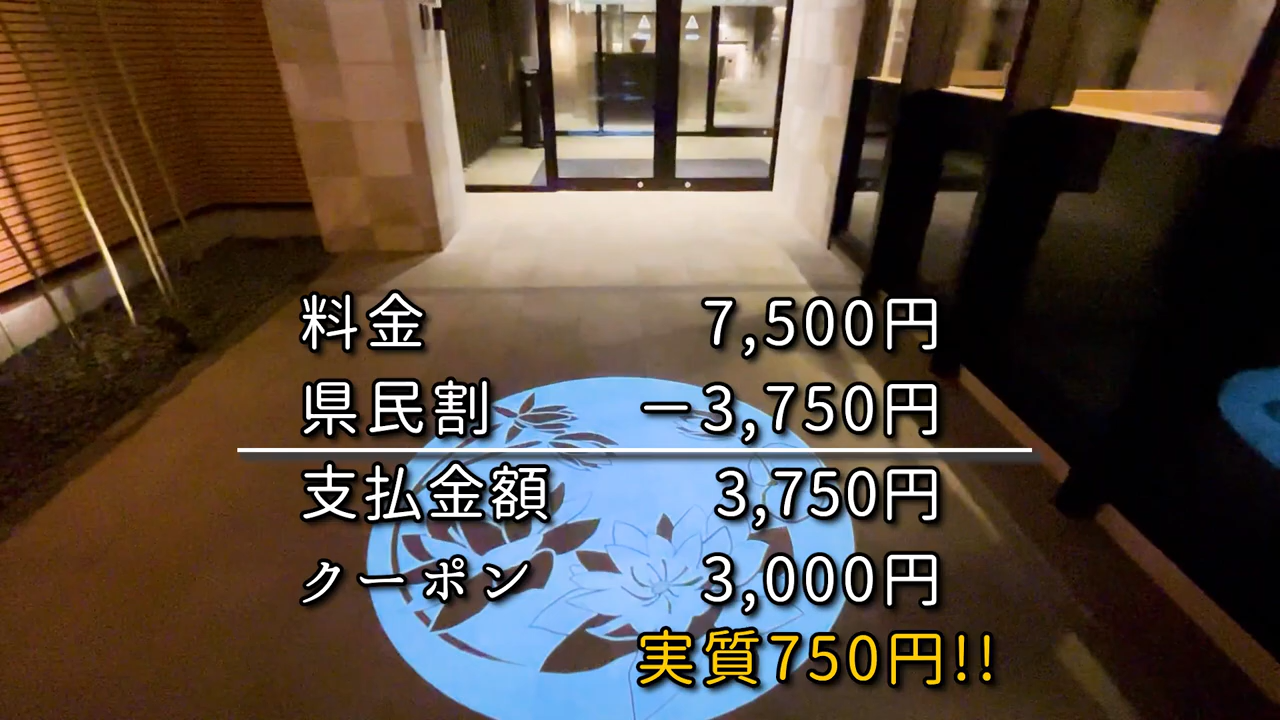 料金 7,500円
県民割 －3,750円
支払金額 3,750円
クーポン 3,000円
実質750円!!